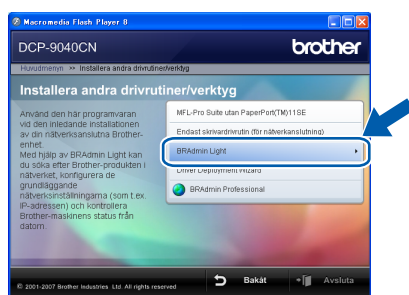 Macromedia Flash Player 8
DCP-9040CN
brother
Huvudmenyn >> Installera andra drivrutiner/verktyg
Installera andra drivrutiner/verktyg
Använd den här programvaran
vid den inledande installationen
av din nätverksanslutna Brother-
enhet.
Med hjälp av BRAdmin Light kan
du söka efter Brother-produkten i
nätverket, konfigurera de
grundläggande
nätverksinställningarna (som t.ex.
IP-adressen) och kontrollera
Brother-maskinens status från
datorn.
MFL-Pro Suite utan PaperPort(TM)11SE
Endast skrivardrivrutin (för nätverkanslutning)
BRAdmin Light
Driver Deployment Wizard
BRAdmin Professional
© 2001-2007 Brother Industries Ltd. All rights reserved
Bakåt
Avsluta